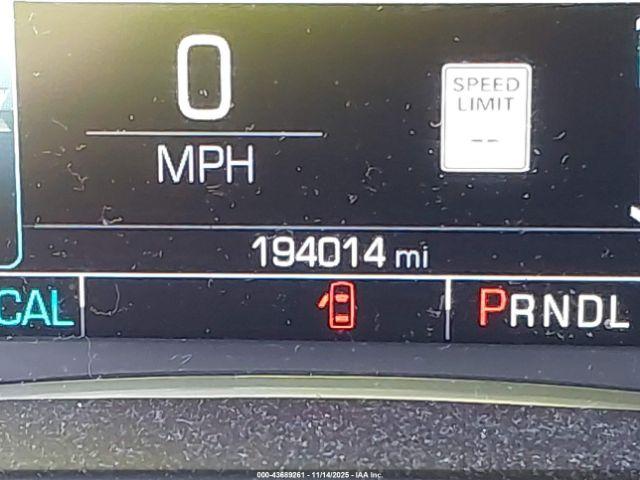 0
MPH
SPEED
LIMIT
--
194014 mi
CAL
PRNDL
000-43689261 - 11/14/2025 - IAA Inc.